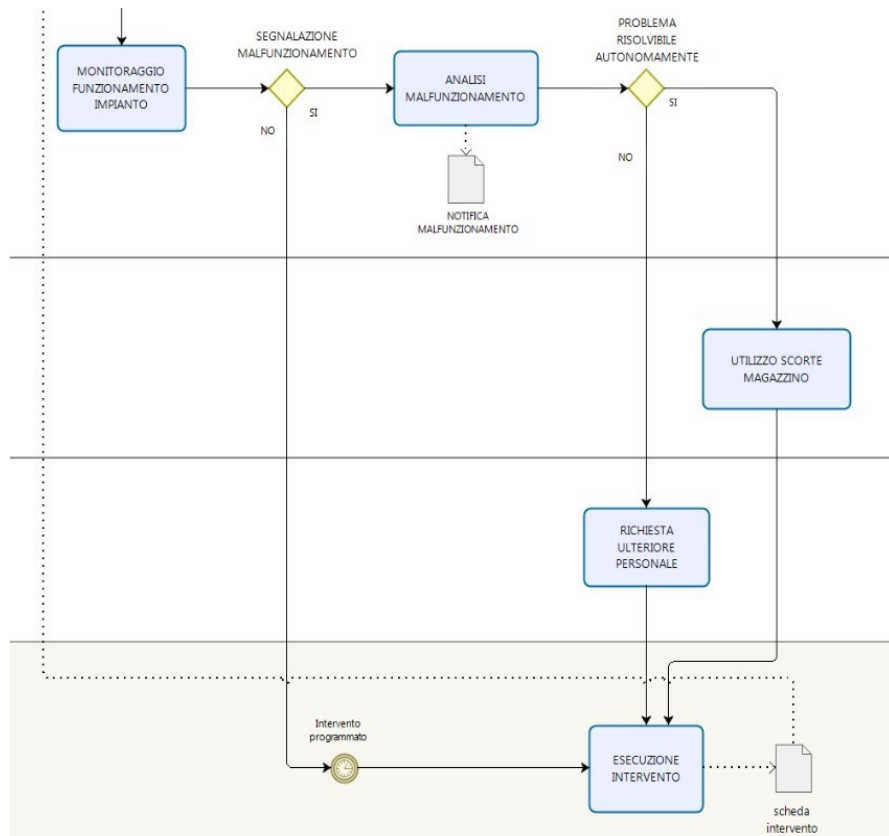 SEGNALAZIONE
MALFUNZIONAMENTO
PROBLEMA
RISOLVIBILE
AUTONOMAMENTE
MONITORAGGIO
FUNZIONAMENTO
IMPIANTO
ANALISI
MALFUNZIONAMENTO
SI
SI
NO
NO
NOTIFICA
MALFUNZIONAMENTO
UTILIZZO SCORTE
MAGAZZINO
RICHIESTA
ULTERIORE
PERSONALE
Intervento
programmato
ESECUZIONE
INTERVENTO
scheda
intervento